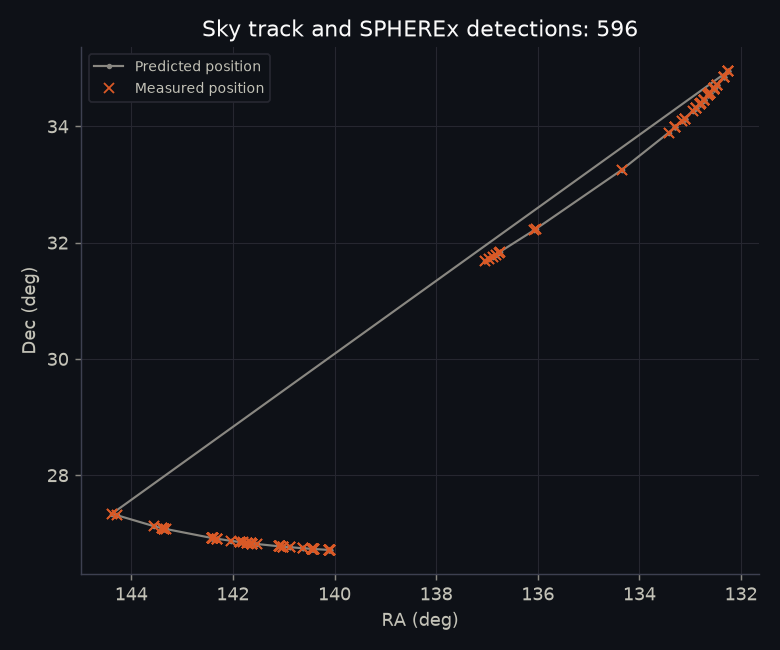 Sky track and SPHEREx detections: 596
Predicted position
Measured position
34
32
30
28
Dec (deg)
144
142
140
138
136
134
132
RA (deg)